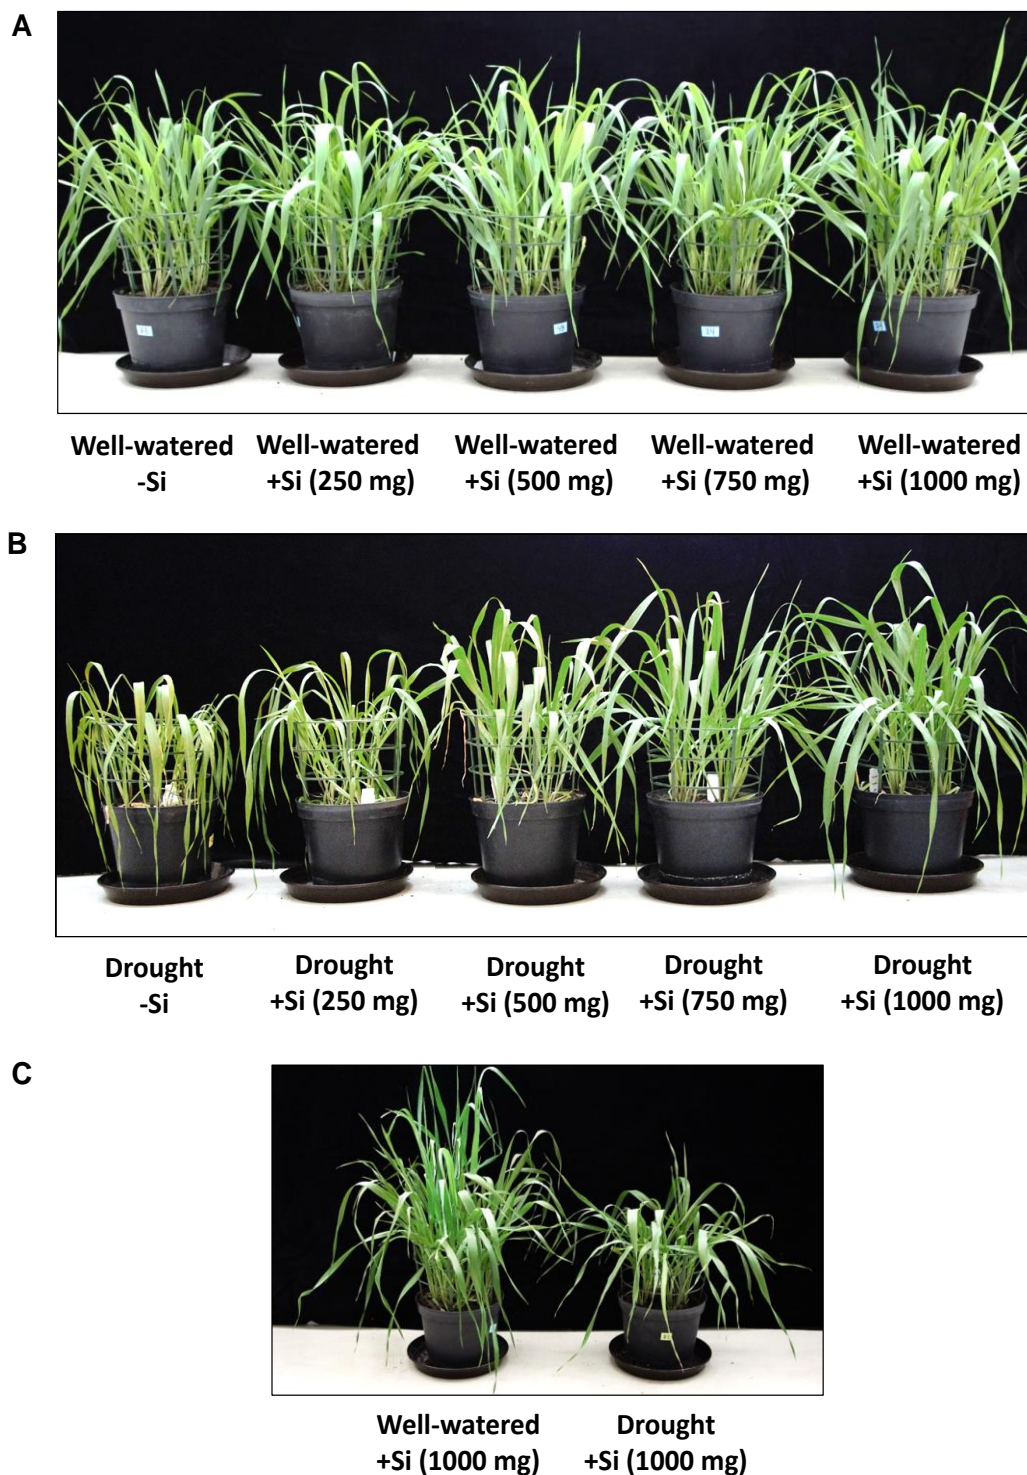 A
Well-watered
-Si
Well-watered
+Si (250 mg)
Well-watered
+Si (500 mg)
Well-watered
+Si (750 mg)
Well-watered
+Si (1000 mg)
B
Drought
-Si
Drought
+Si (250 mg)
Drought
+Si (500 mg)
Drought
+Si (750 mg)
Drought
+Si (1000 mg)
C
Well-watered
+Si (1000 mg)
Drought
+Si (1000 mg)